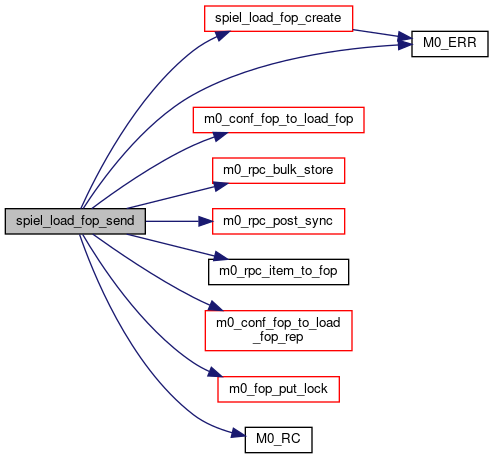 spiel_load_fop_create
M0_ERR
m0_conf_fop_to_load_fop
m0_rpc_bulk_store
spiel_load_fop_send
m0_rpc_post_sync
m0_rpc_item_to_fop
m0_conf_fop_to_load
_fop_rep
m0_fop_put_lock
M0_RC